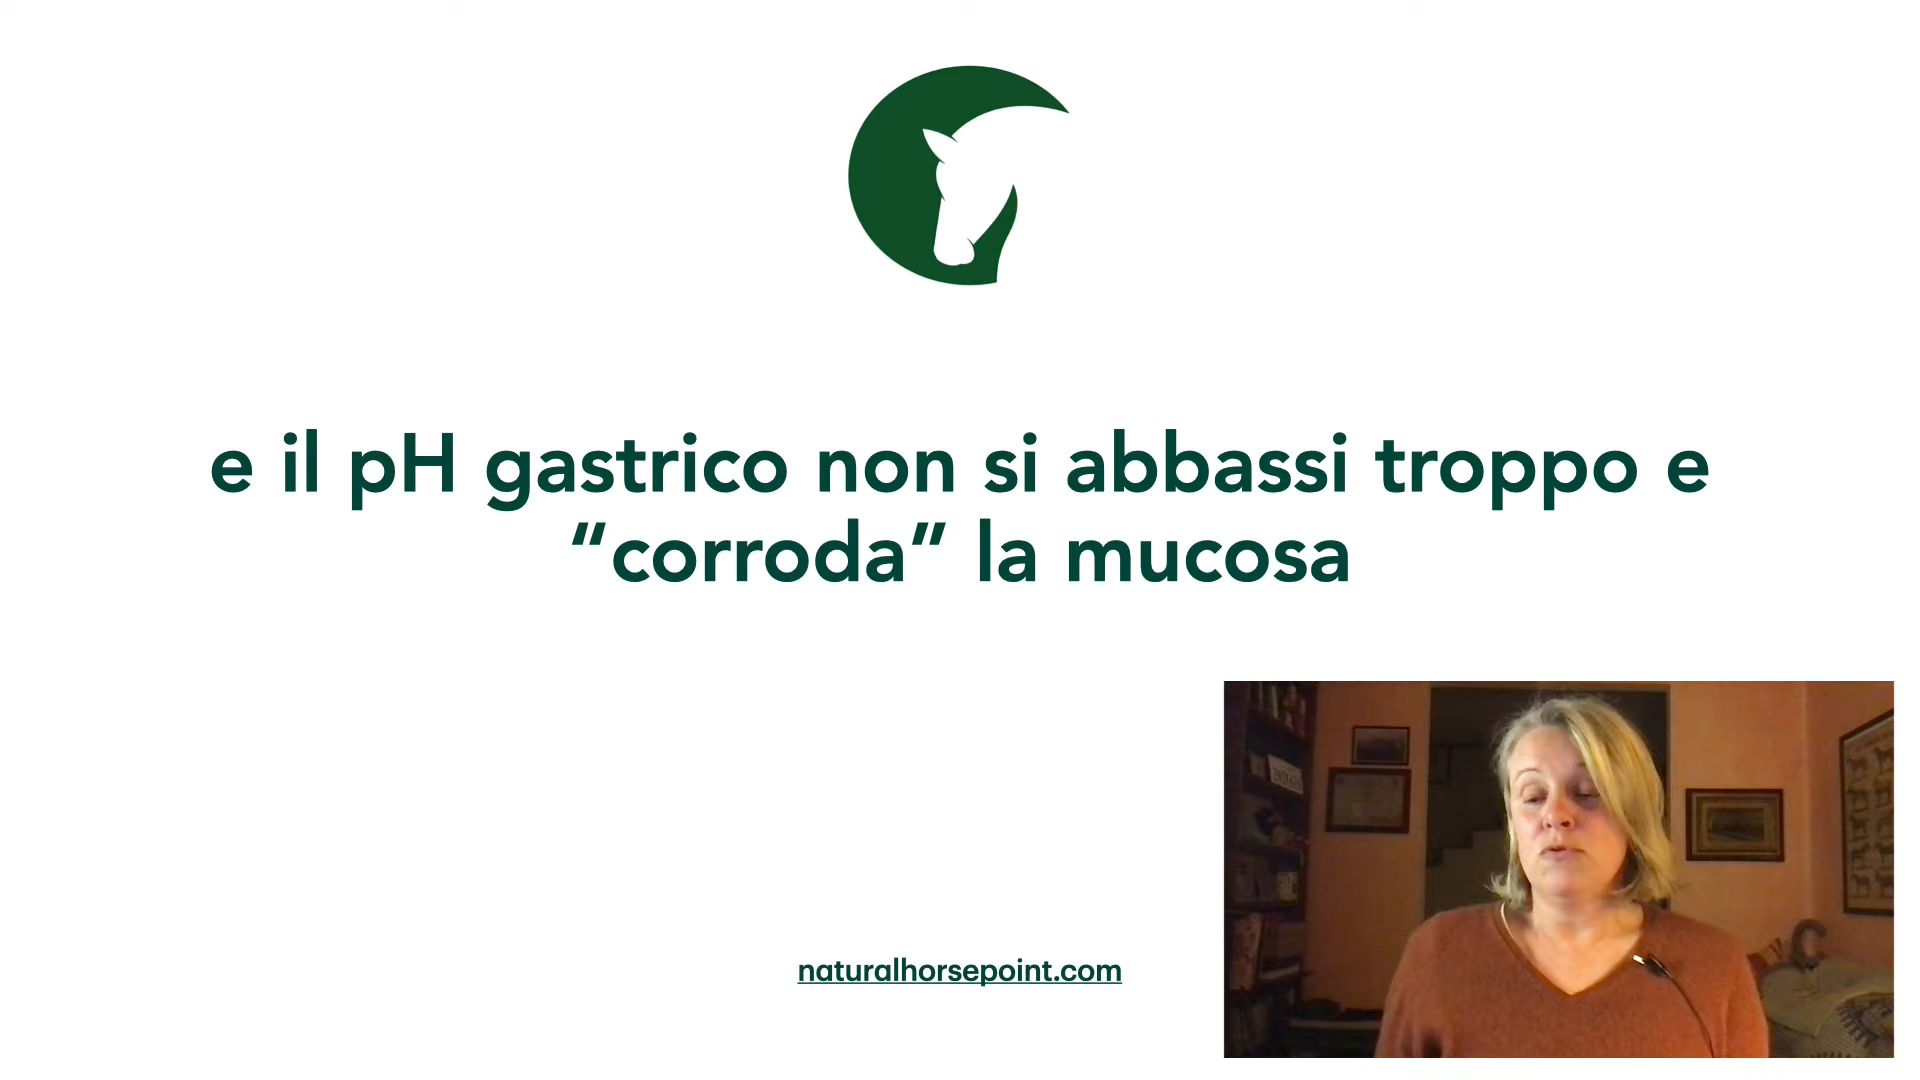 e il pH gastrico non si abbassi troppo e
“corroda” la mucosa
naturalhorsepoint.com